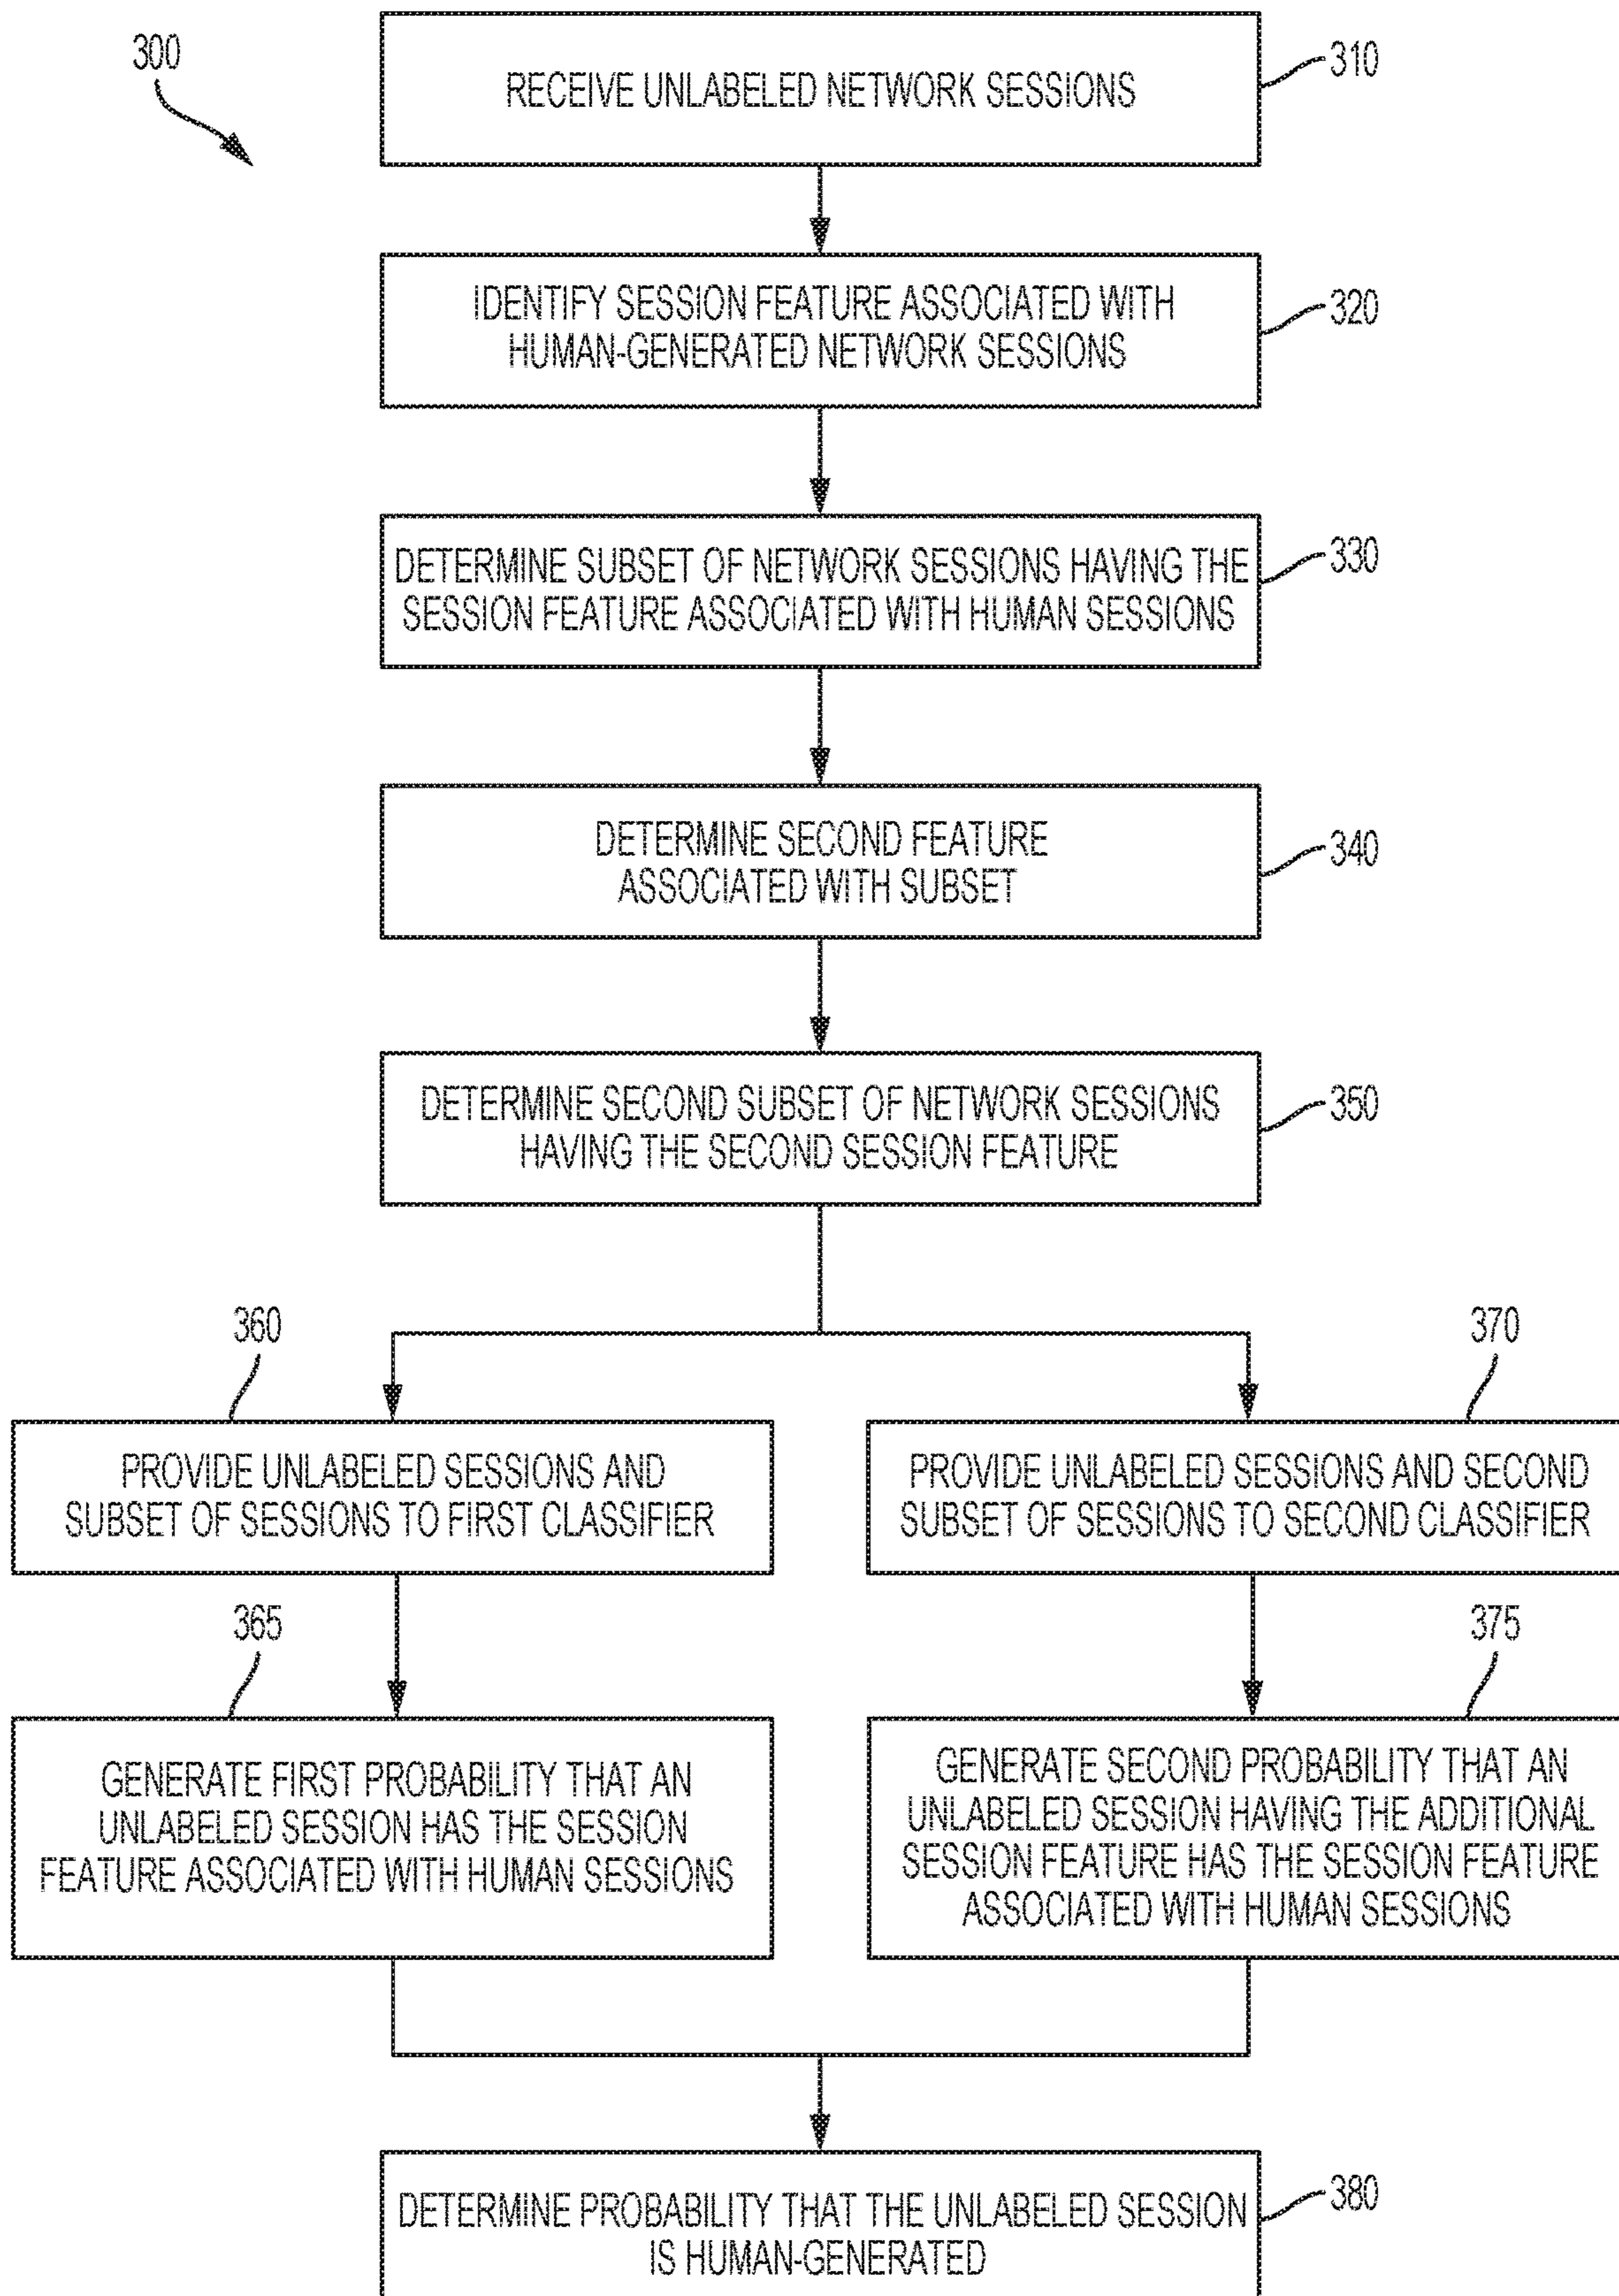 300
RECEIVE UNLABELED NETWORK SESSIONS
310
IDENTIFY SESSION FEATURE ASSOCIATED WITH
HUMAN-GENERATED NETWORK SESSIONS
320
DETERMINE SUBSET OF NETWORK SESSIONS HAVING THE
SESSION FEATURE ASSOCIATED WITH HUMAN SESSIONS
330
DETERMINE SECOND FEATURE
ASSOCIATED WITH SUBSET
340
DETERMINE SECOND SUBSET OF NETWORK SESSIONS
HAVING THE SECOND SESSION FEATURE
350
360
PROVIDE UNLABELED SESSIONS AND
SUBSET OF SESSIONS TO FIRST CLASSIFIER
370
PROVIDE UNLABELED SESSIONS AND SECOND
SUBSET OF SESSIONS TO SECOND CLASSIFIER
365
GENERATE FIRST PROBABILITY THAT AN
UNLABELED SESSION HAS THE SESSION
FEATURE ASSOCIATED WITH HUMAN SESSIONS
375
GENERATE SECOND PROBABILITY THAT AN
UNLABELED SESSION HAVING THE ADDITIONAL
SESSION FEATURE HAS THE SESSION FEATURE
ASSOCIATED WITH HUMAN SESSIONS
DETERMINE PROBABILITY THAT THE UNLABELED SESSION
IS HUMAN-GENERATED
380